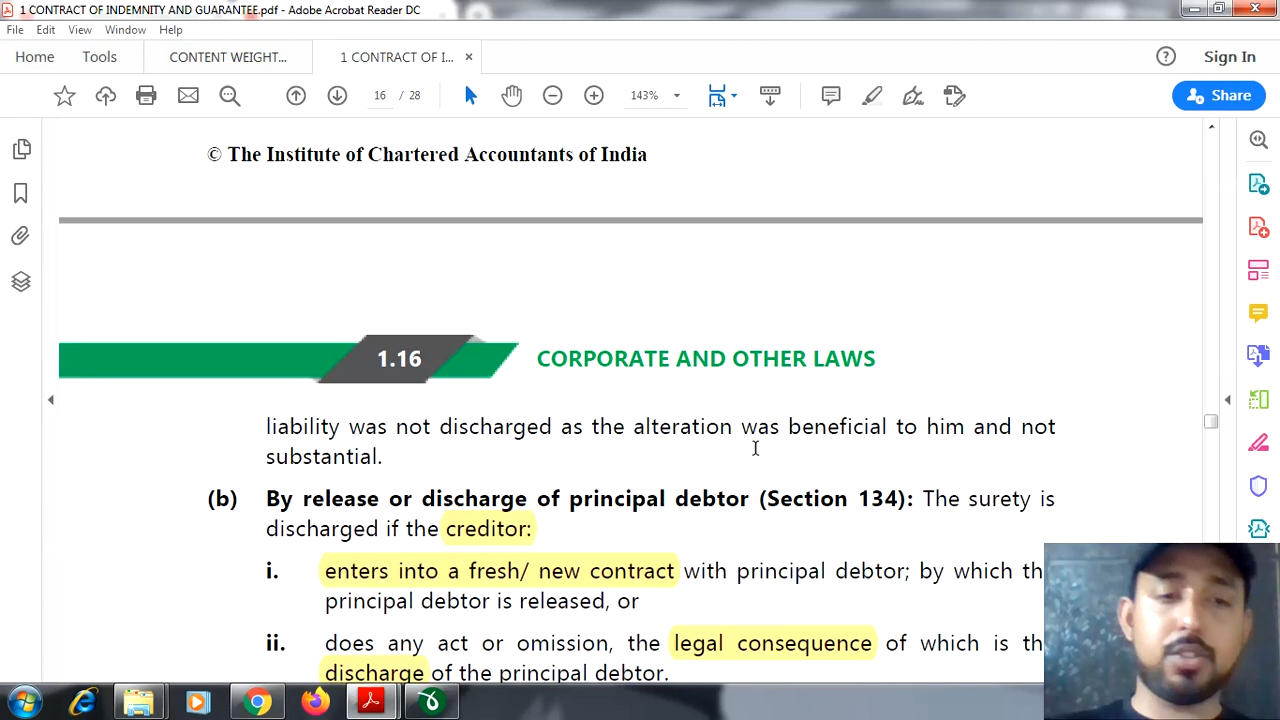 1 CONTRACT OF INDEMNITY AND GUARANTEE.pdf - Adobe Acrobat Reader DC
File Edit View Window Help
Home Tools CONTENT WEIGHT... 1 CONTRACT OF I... ×
Sign In
16 / 28 143% Share
© The Institute of Chartered Accountants of India
1.16 CORPORATE AND OTHER LAWS
liability was not discharged as the alteration was beneficial to him and not
substantial.
(b) By release or discharge of principal debtor (Section 134): The surety is
discharged if the creditor:
i. enters into a fresh/ new contract with principal debtor; by which th
principal debtor is released, or
ii. does any act or omission, the legal consequence of which is th
discharge of the principal debtor.